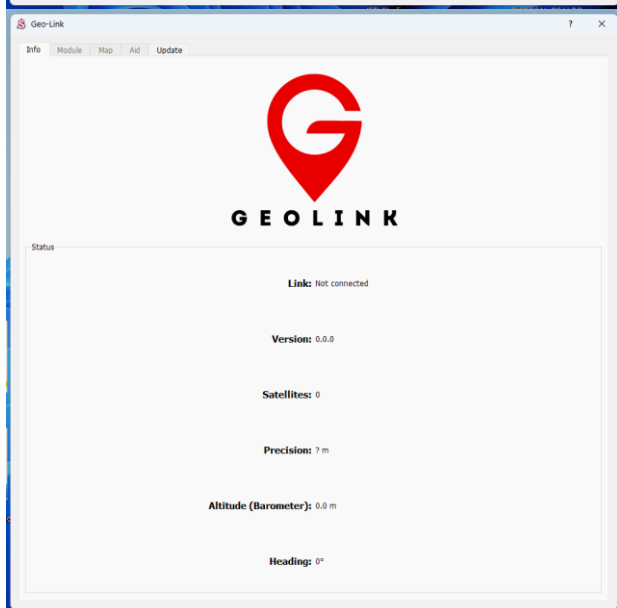 Geo-Link
Info Module Map Aid Update
GEOLINK
Status
Link: Not connected
Version: 0.0.0
Satellites: 0
Precision: ? m
Altitude (Barometer): 0.0 m
Heading: 0°